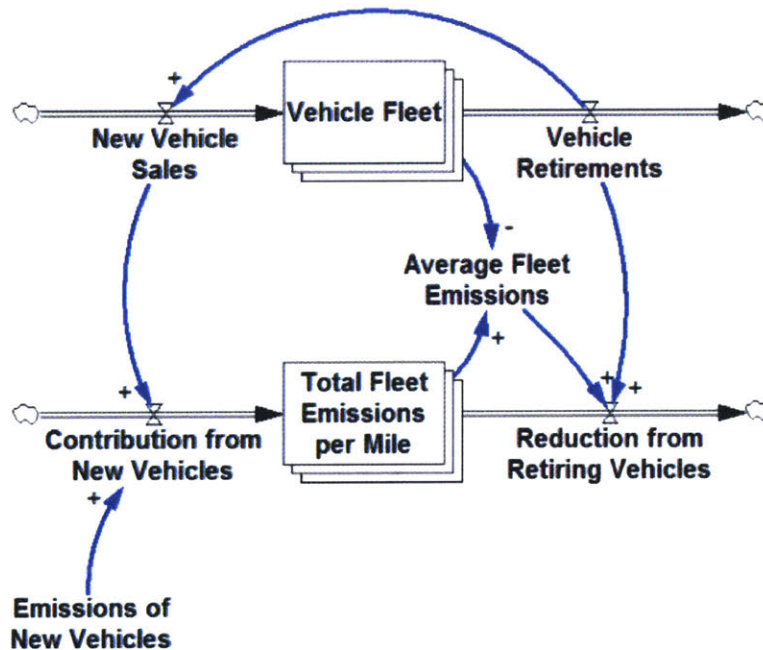 +
Vehicle Fleet
New Vehicle
Sales
Vehicle
Retirements
-
Average Fleet
Emissions
+
+
Total Fleet
Emissions
per Mile
+
+
Contribution from
New Vehicles
Reduction from
Retiring Vehicles
+
Emissions of
New Vehicles